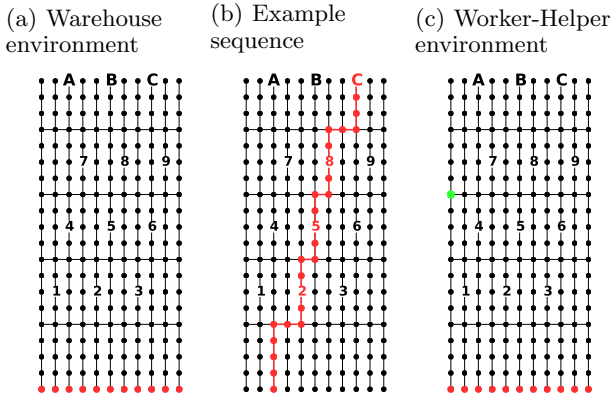 (a) Warehouse
environment
(b) Example
sequence
(c) Worker-Helper
environment
A B C
7 8 9
4 5 6
1 2 3
A B C
7 8 9
4 5 6
1 2 3
A B C
7 8 9
4 5 6
1 2 3